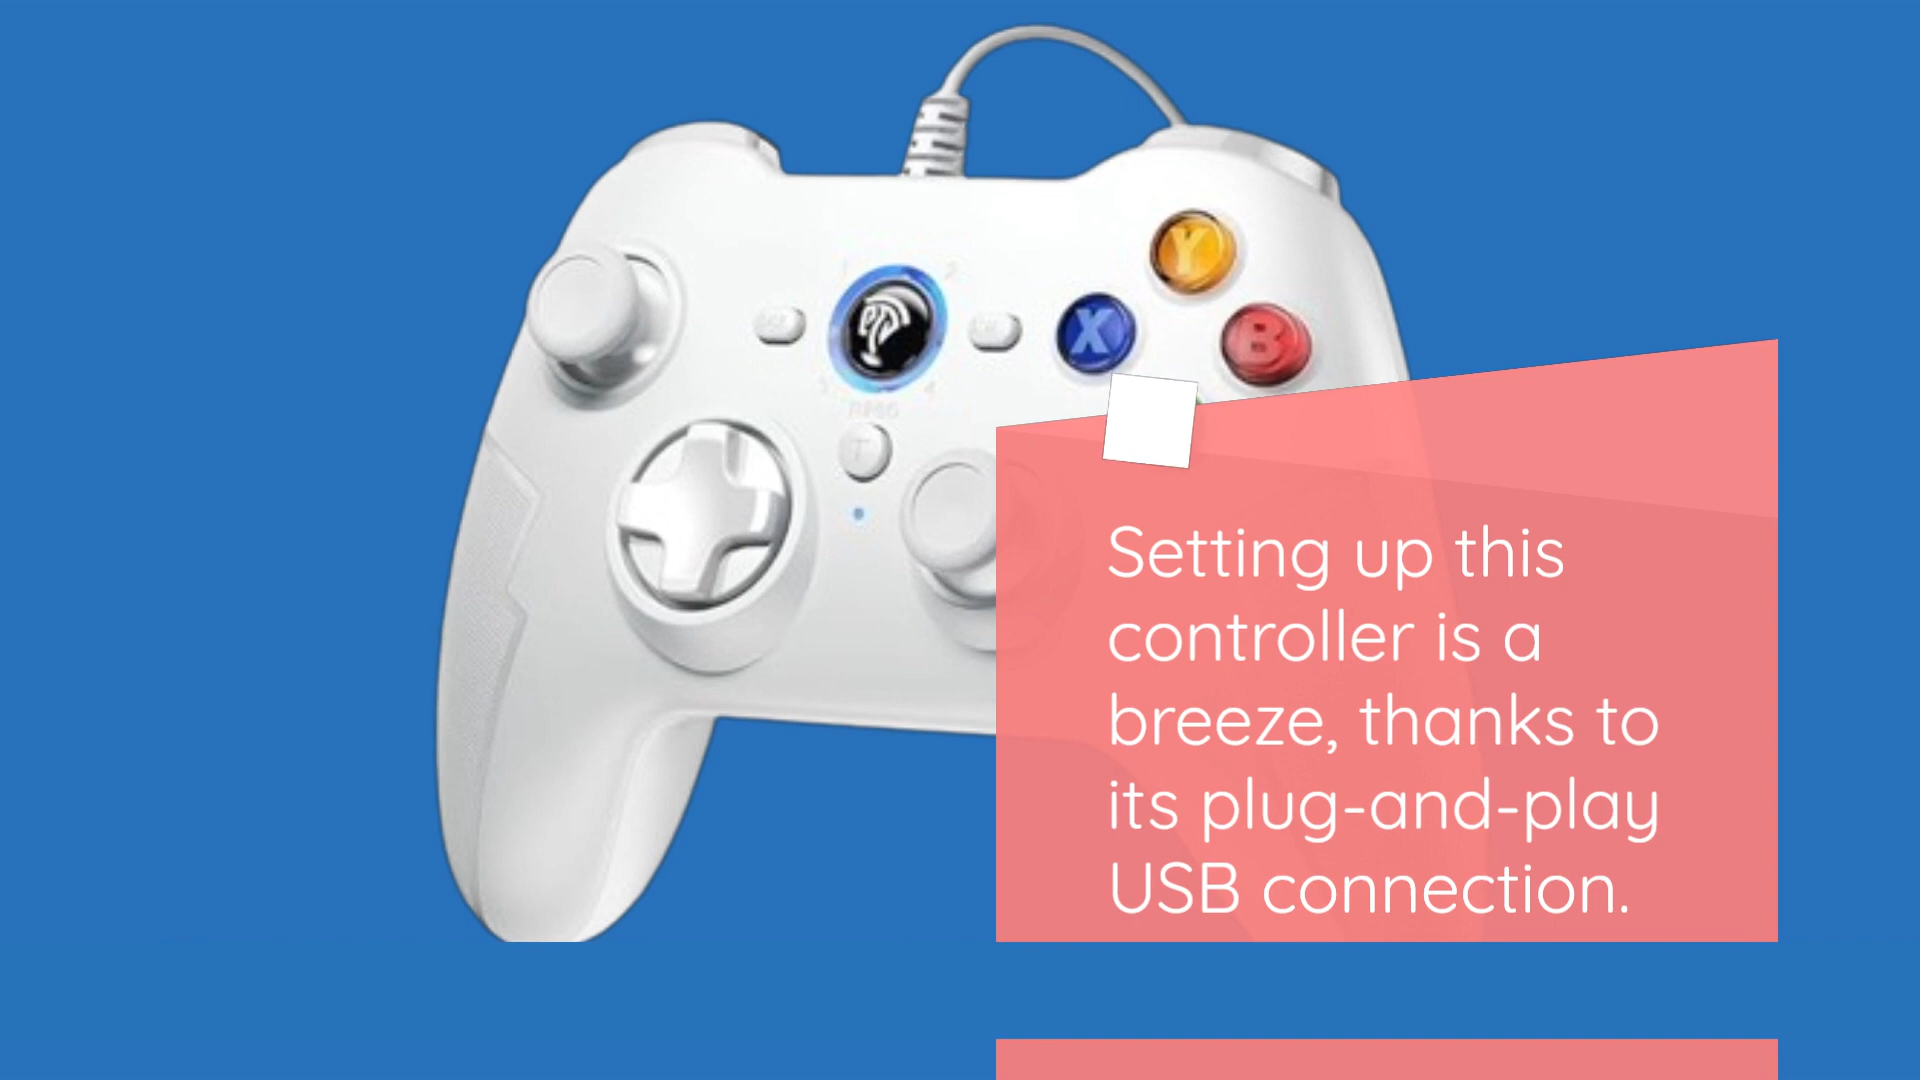 Y
X
B
T
Setting up this
controller is a
breeze, thanks to
its plug-and-play
USB connection.